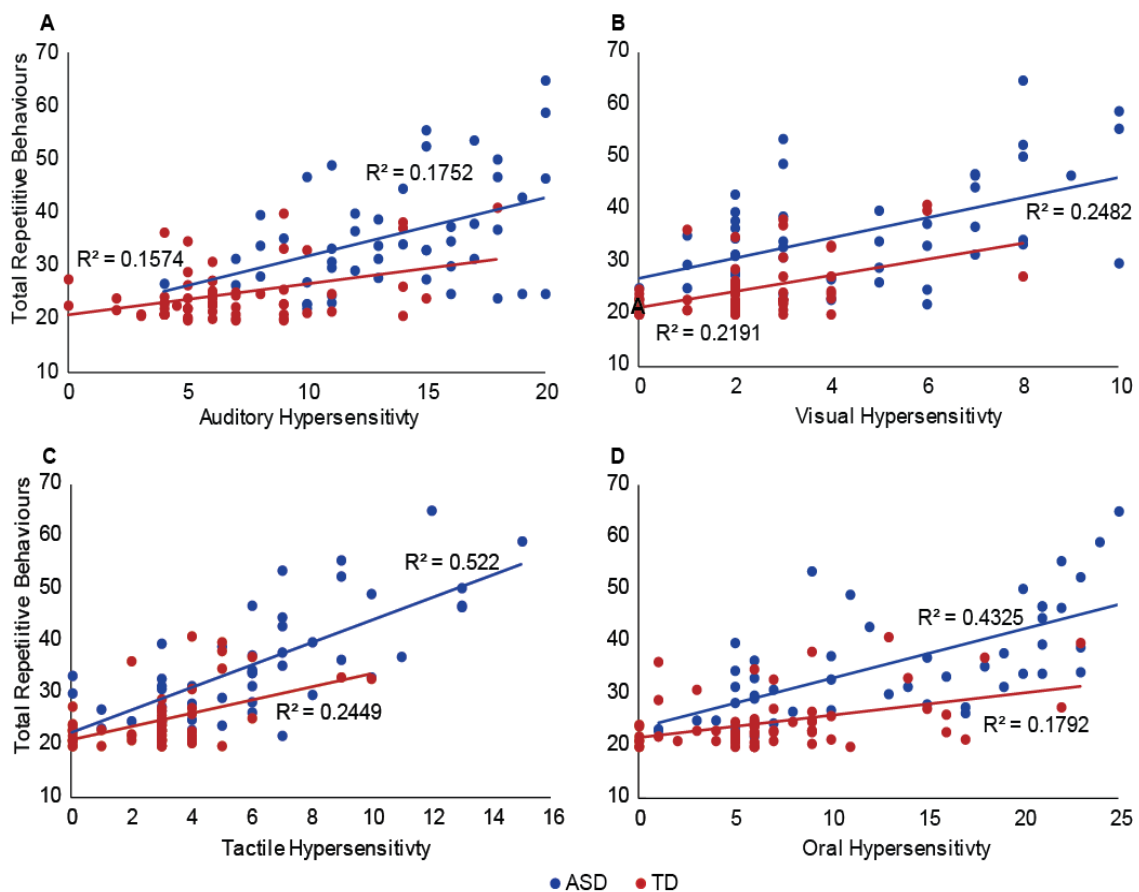 A
Total Repetiitive Behaviours
70
60
50
40
30
20
10
R² = 0.1752
R² = 0.1574
0 5 10 15 20
Auditory Hypersensitivty
B
70
60
50
40
30
20
10
R² = 0.2482
A
R² = 0.2191
0 2 4 6 8 10
Visual Hypersensitivty
C
Total Repetiitive Behaviours
70
60
50
40
30
20
10
R² = 0.522
R² = 0.2449
0 2 4 6 8 10 12 14 16
Tactile Hypersensitivty
D
70
60
50
40
30
20
10
R² = 0.4325
R² = 0.1792
0 5 10 15 20 25
Oral Hypersensitivty
ASD TD